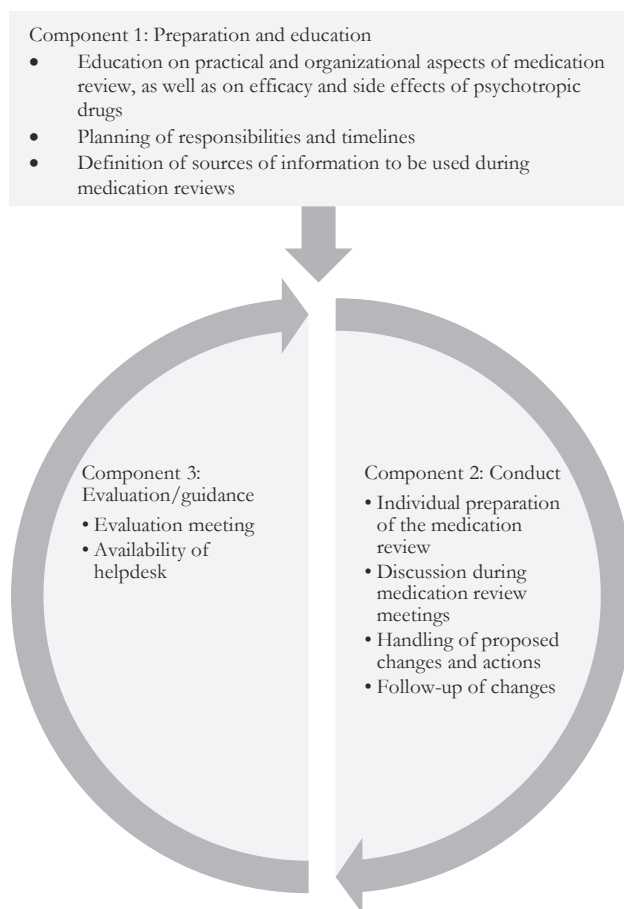 Component 1: Preparation and education
• Education on practical and organizational aspects of medication
review, as well as on efficacy and side effects of psychotropic
drugs
• Planning of responsibilities and timelines
• Definition of sources of information to be used during
medication reviews
Component 3:
Evaluation/guidance
• Evaluation meeting
• Availability of
helpdesk
Component 2: Conduct
• Individual preparation
of the medication
review
• Discussion during
medication review
meetings
• Handling of proposed
changes and actions
• Follow-up of changes